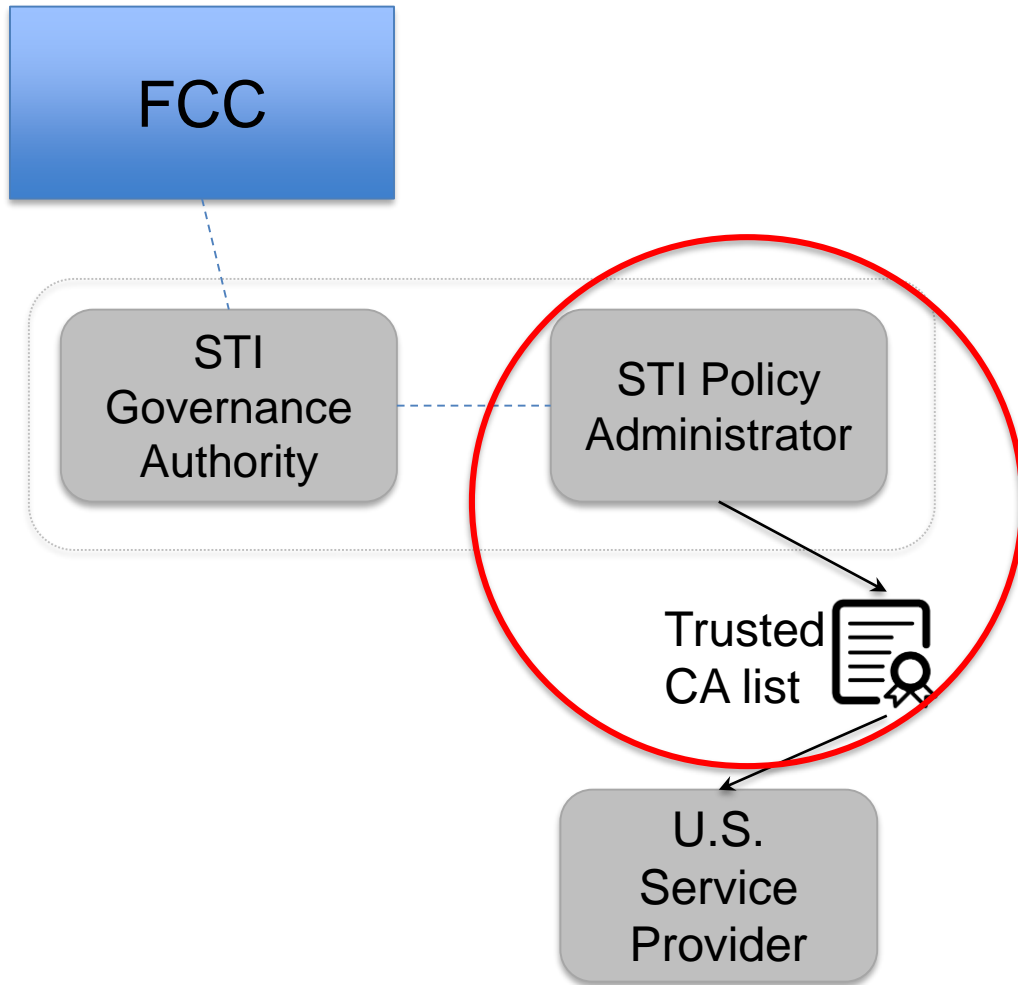 FCC
STI
Governance
Authority
STI Policy
Administrator
Trusted
CA list
U.S.
Service
Provider